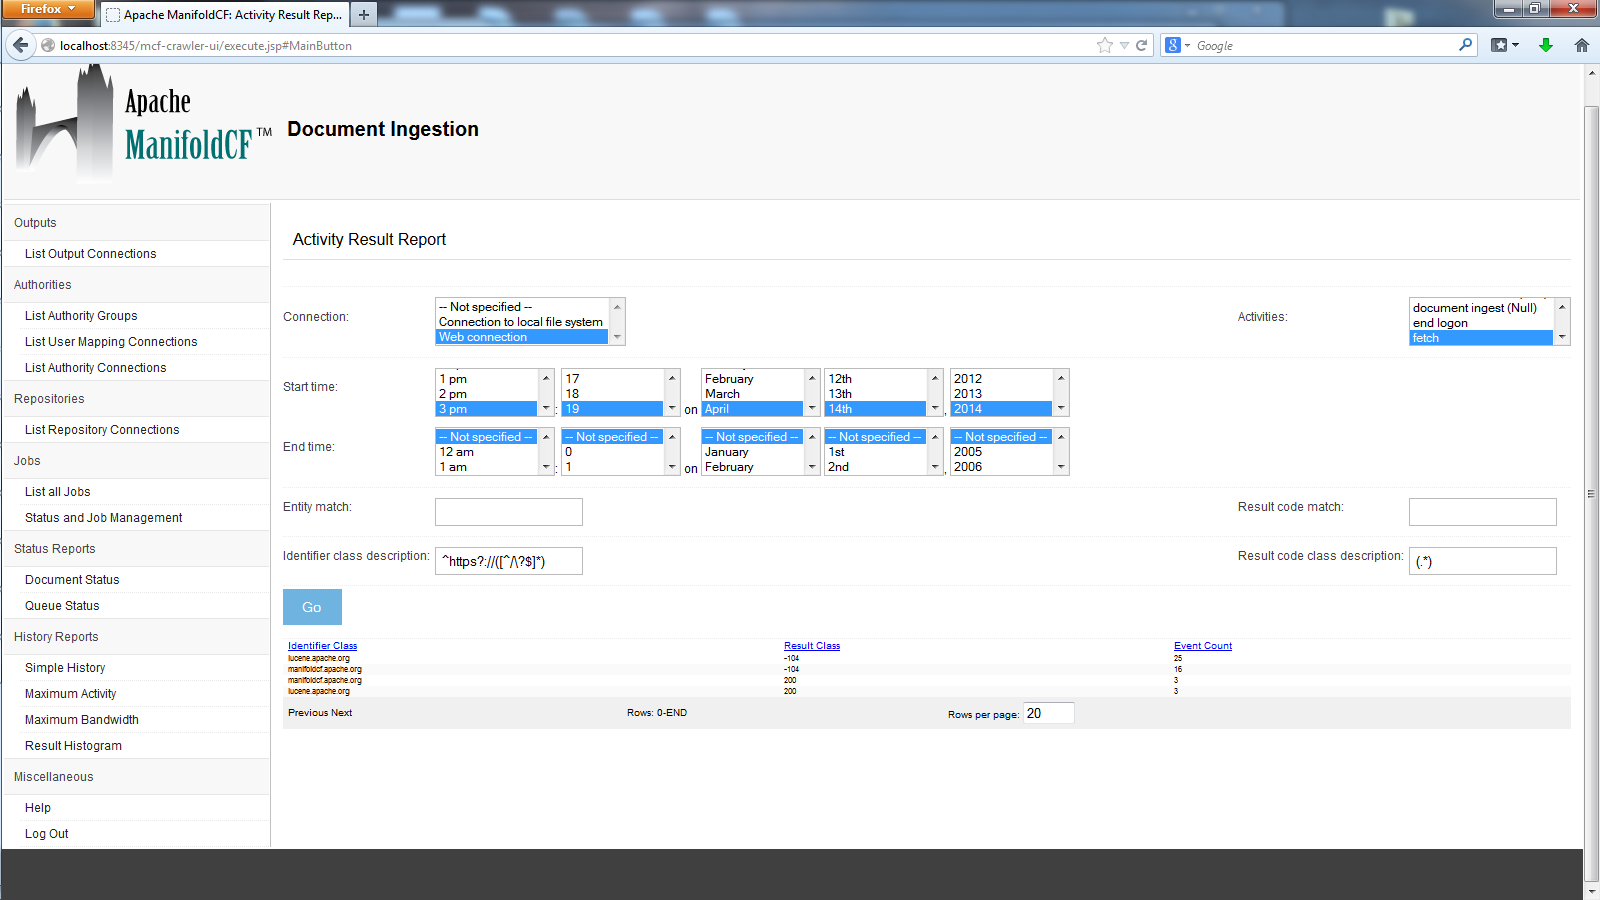 Firefox
Apache ManifoldCF: Activity Result Rep...
localhost:8345/mcf-crawler-ui/execute.jsp#MainButton
Google
Apache
ManifoldCF™
Document Ingestion
Outputs
List Output Connections
Authorities
List Authority Groups
List User Mapping Connections
List Authority Connections
Repositories
List Repository Connections
Jobs
List all Jobs
Status and Job Management
Status Reports
Document Status
Queue Status
History Reports
Simple History
Maximum Activity
Maximum Bandwidth
Result Histogram
Miscellaneous
Help
Log Out
Activity Result Report
Connection:
-- Not specified --
Connection to local file system
Web connection
Activities:
document ingest (Null)
end logon
fetch
Start time:
1 pm 17 February 12th 2012
2 pm 18 March 13th 2013
3 pm : 19 on April 14th , 2014
End time:
-- Not specified -- -- Not specified -- -- Not specified -- -- Not specified -- -- Not specified --
12 am 0 January 1st 2005
1 am : 1 on February 2nd , 2006
Entity match:
Result code match:
Identifier class description: ^https?://([^/\?$]*)
Result code class description: (.*)
Go
Identifier Class Result Class Event Count
lucene.apache.org -104 25
manifoldcf.apache.org -104 16
manifoldcf.apache.org 200 3
lucene.apache.org 200 3
Previous Next Rows: 0-END Rows per page: 20